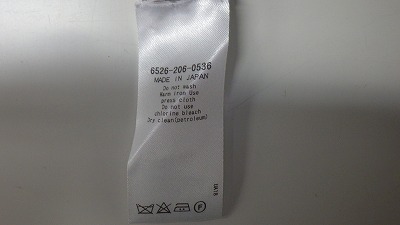 6526-206-0536
MADE IN JAPAN
Do not wash
Warm iron Use
press cloth
Do not use
chlorine bleach
Dry clean(petroleum)
F